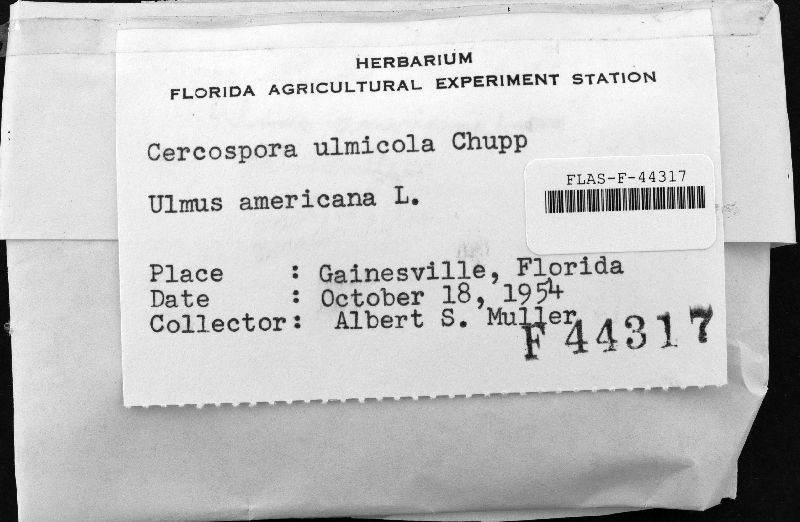 HERBARIUM
FLORIDA AGRICULTURAL EXPERIMENT STATION
Cercospora ulmicola Chupp
FLAS-F-44317
Ulmus americana L.
Place : Gainesville, Florida
Date : October 18, 1954
Collector: Albert S. Muller
F 44317